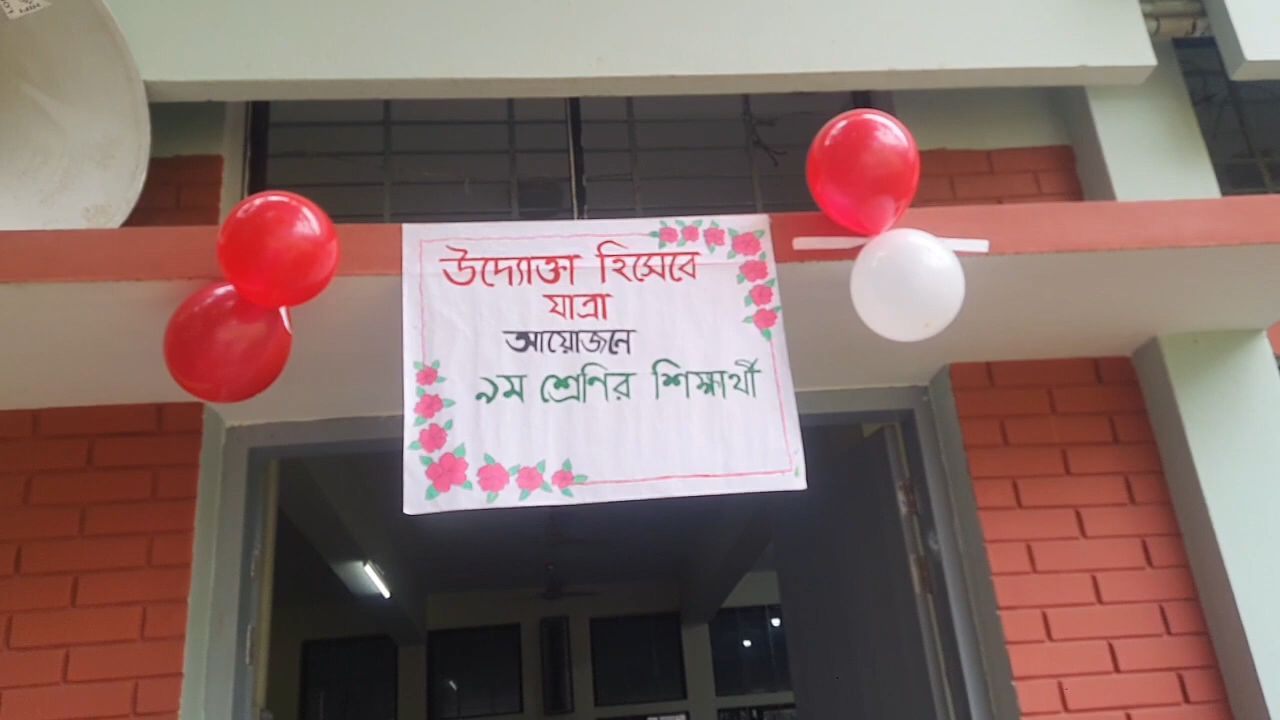 উদ্যোক্তা হিসেবে
যাত্রা
আয়োজনে
৯ম শ্রেণির শিক্ষার্থী